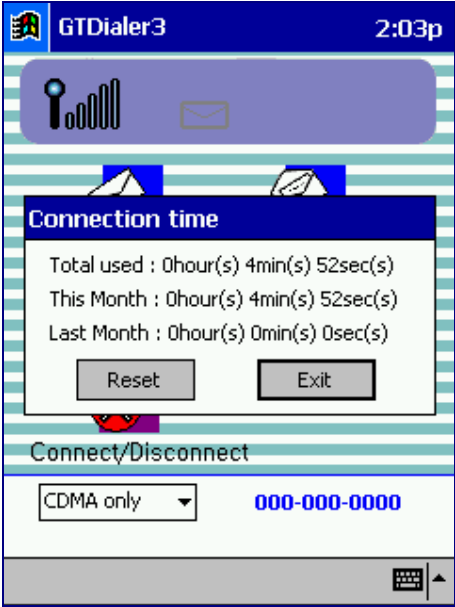 GTDialer3 2:03p
Connection time
Total used : 0hour(s) 4min(s) 52sec(s)
This Month : 0hour(s) 4min(s) 52sec(s)
Last Month : 0hour(s) 0min(s) 0sec(s)
Reset Exit
Connect/Disconnect
CDMA only 000-000-0000